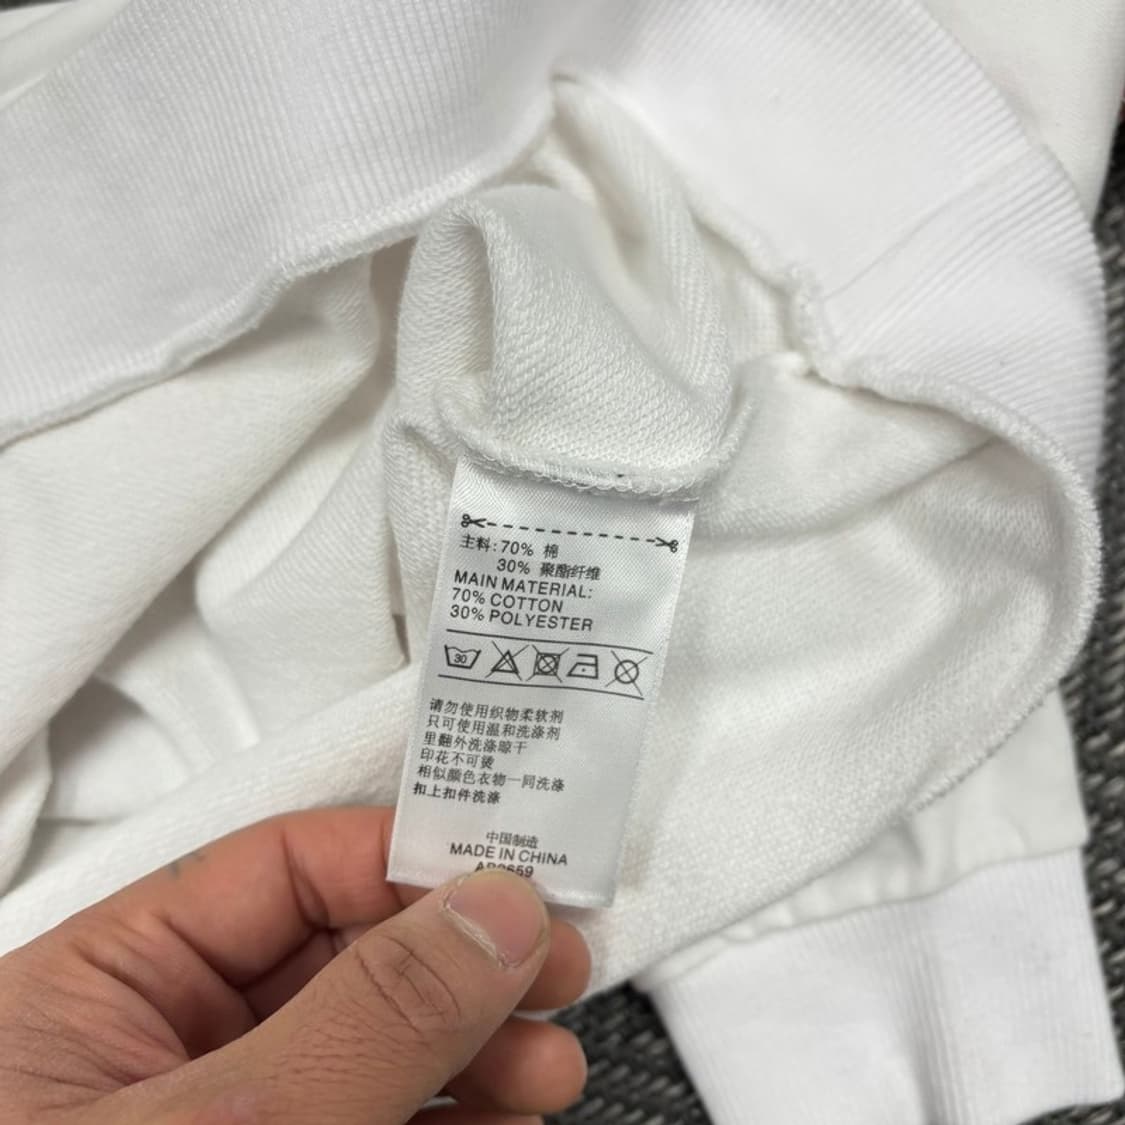 主料: 70% 棉
30% 聚酯纤维
MAIN MATERIAL:
70% COTTON
30% POLYESTER
30
请勿使用织物柔软剂
只可使用温和洗涤剂
里翻外洗涤晾干
印花不可烫
相似颜色衣物一同洗涤
扣上扣件洗涤
中国制造
MADE IN CHINA